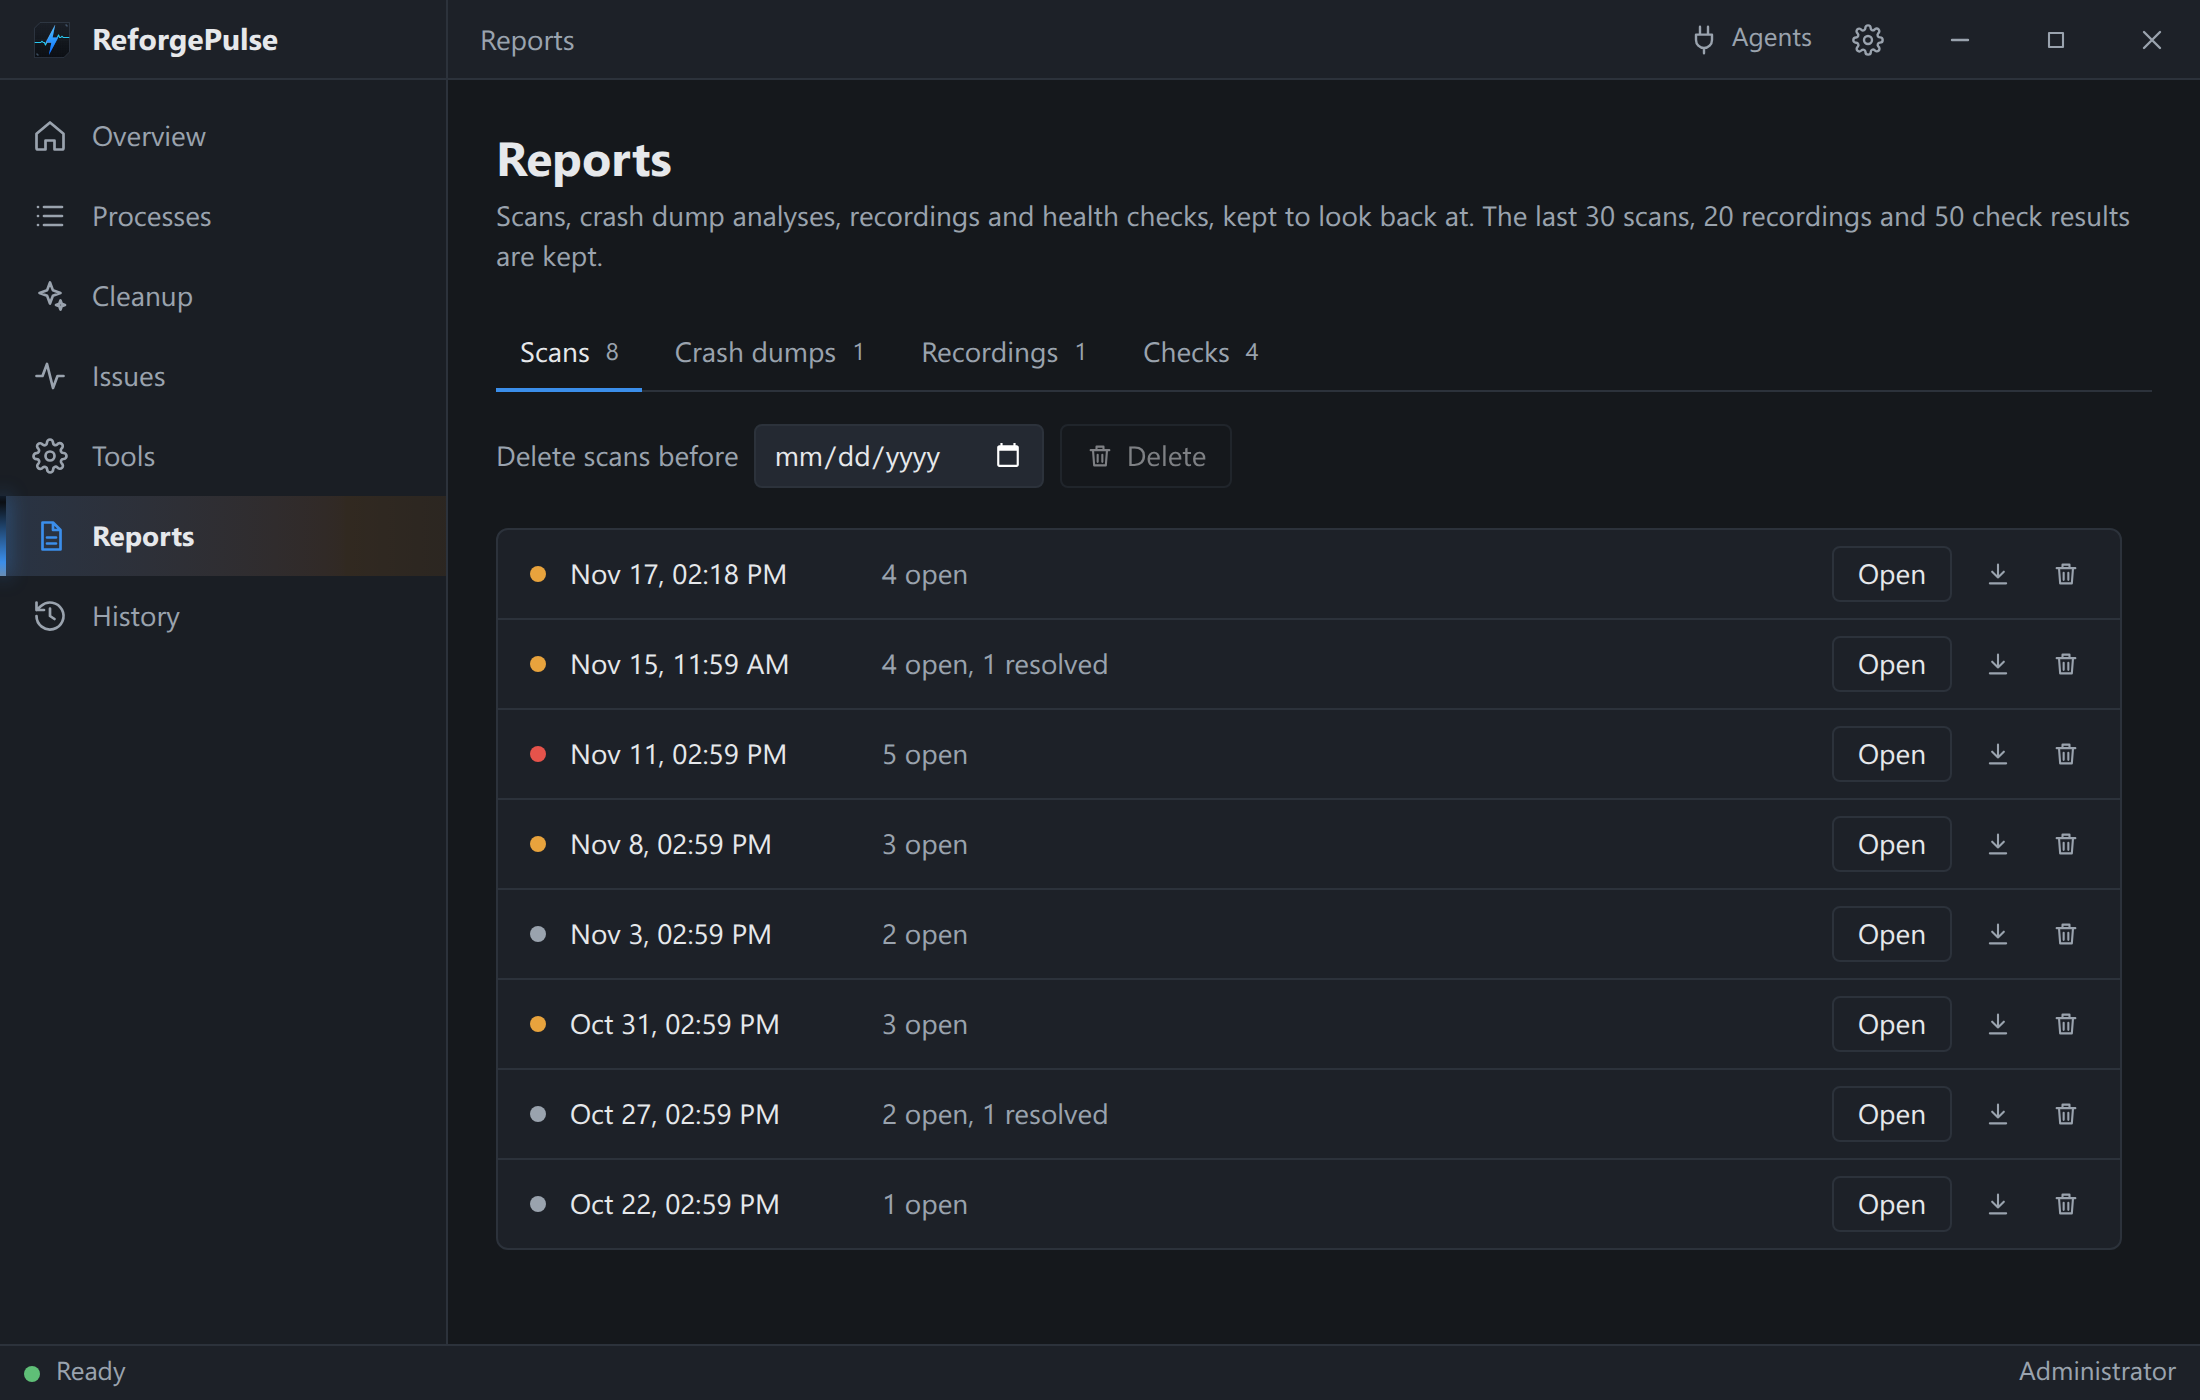 ReforgePulse
Reports
Agents
Overview
Processes
Cleanup
Issues
Tools
Reports
History
Reports
Scans, crash dump analyses, recordings and health checks, kept to look back at. The last 30 scans, 20 recordings and 50 check results
are kept.
Scans 8 Crash dumps 1 Recordings 1 Checks 4
Delete scans before mm/dd/yyyy Delete
Nov 17, 02:18 PM 4 open Open
Nov 15, 11:59 AM 4 open, 1 resolved Open
Nov 11, 02:59 PM 5 open Open
Nov 8, 02:59 PM 3 open Open
Nov 3, 02:59 PM 2 open Open
Oct 31, 02:59 PM 3 open Open
Oct 27, 02:59 PM 2 open, 1 resolved Open
Oct 22, 02:59 PM 1 open Open
Ready
Administrator